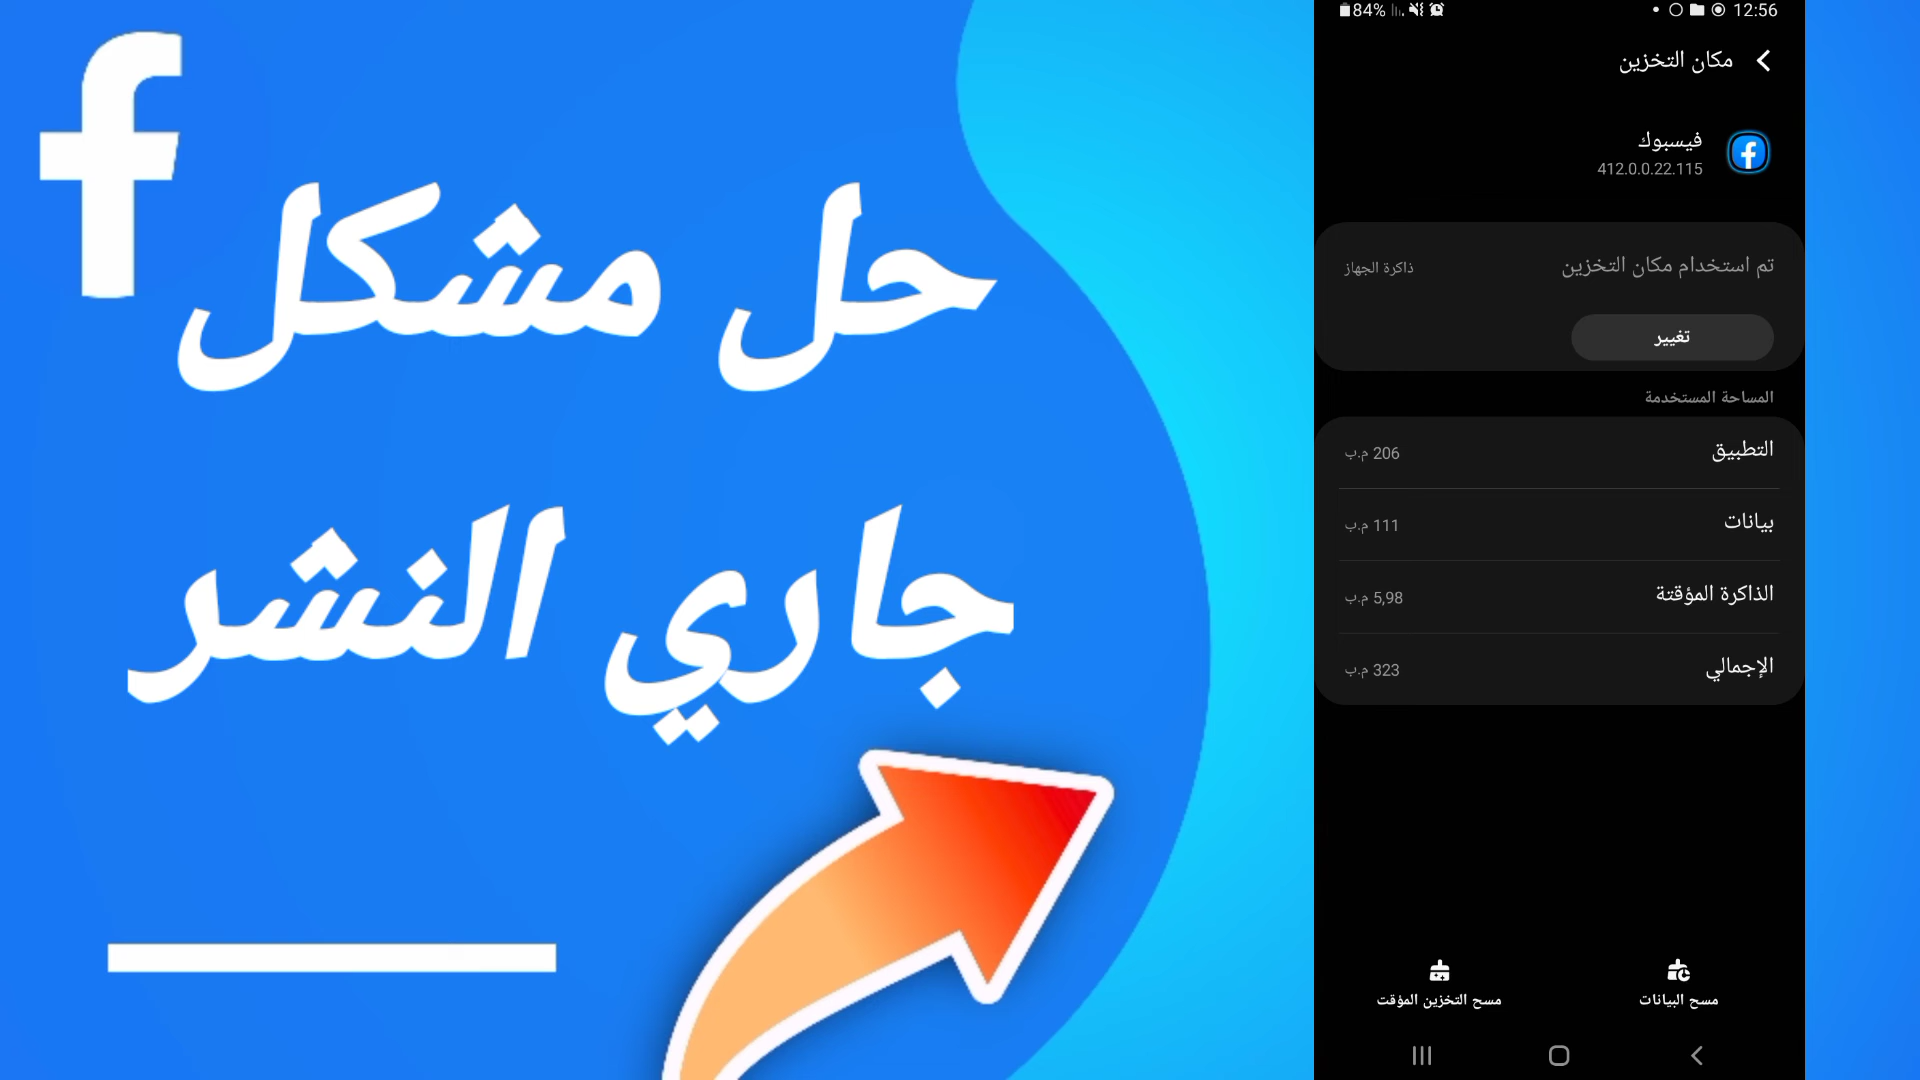 حل مشكل
جاري النشر
84% 12:56
مكان التخزين
فيسبوك
412.0.0.22.115
تم استخدام مكان التخزين ذاكرة الجهاز
تغيير
المساحة المستخدمة
التطبيق 206 م.ب
بيانات 111 م.ب
الذاكرة المؤقتة 5,98 م.ب
الإجمالي 323 م.ب
مسح البيانات مسح التخزين المؤقت